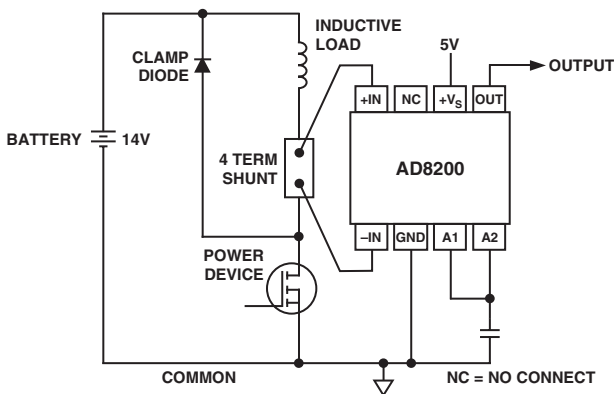 INDUCTIVE
LOAD
CLAMP
DIODE
5V
OUTPUT
+IN
NC
+VS
OUT
BATTERY
14V
4 TERM
SHUNT
AD8200
–IN
GND
A1
A2
POWER
DEVICE
COMMON
NC = NO CONNECT